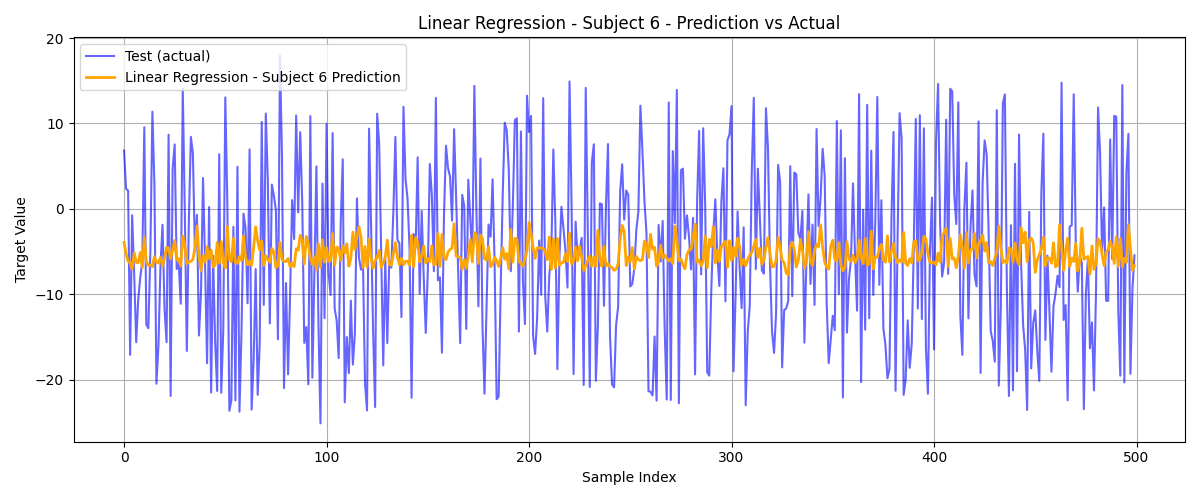 Linear Regression - Subject 6 - Prediction vs Actual
Test (actual)
Linear Regression - Subject 6 Prediction
Target Value
20
10
0
−10
−20
0
100
200
300
400
500
Sample Index